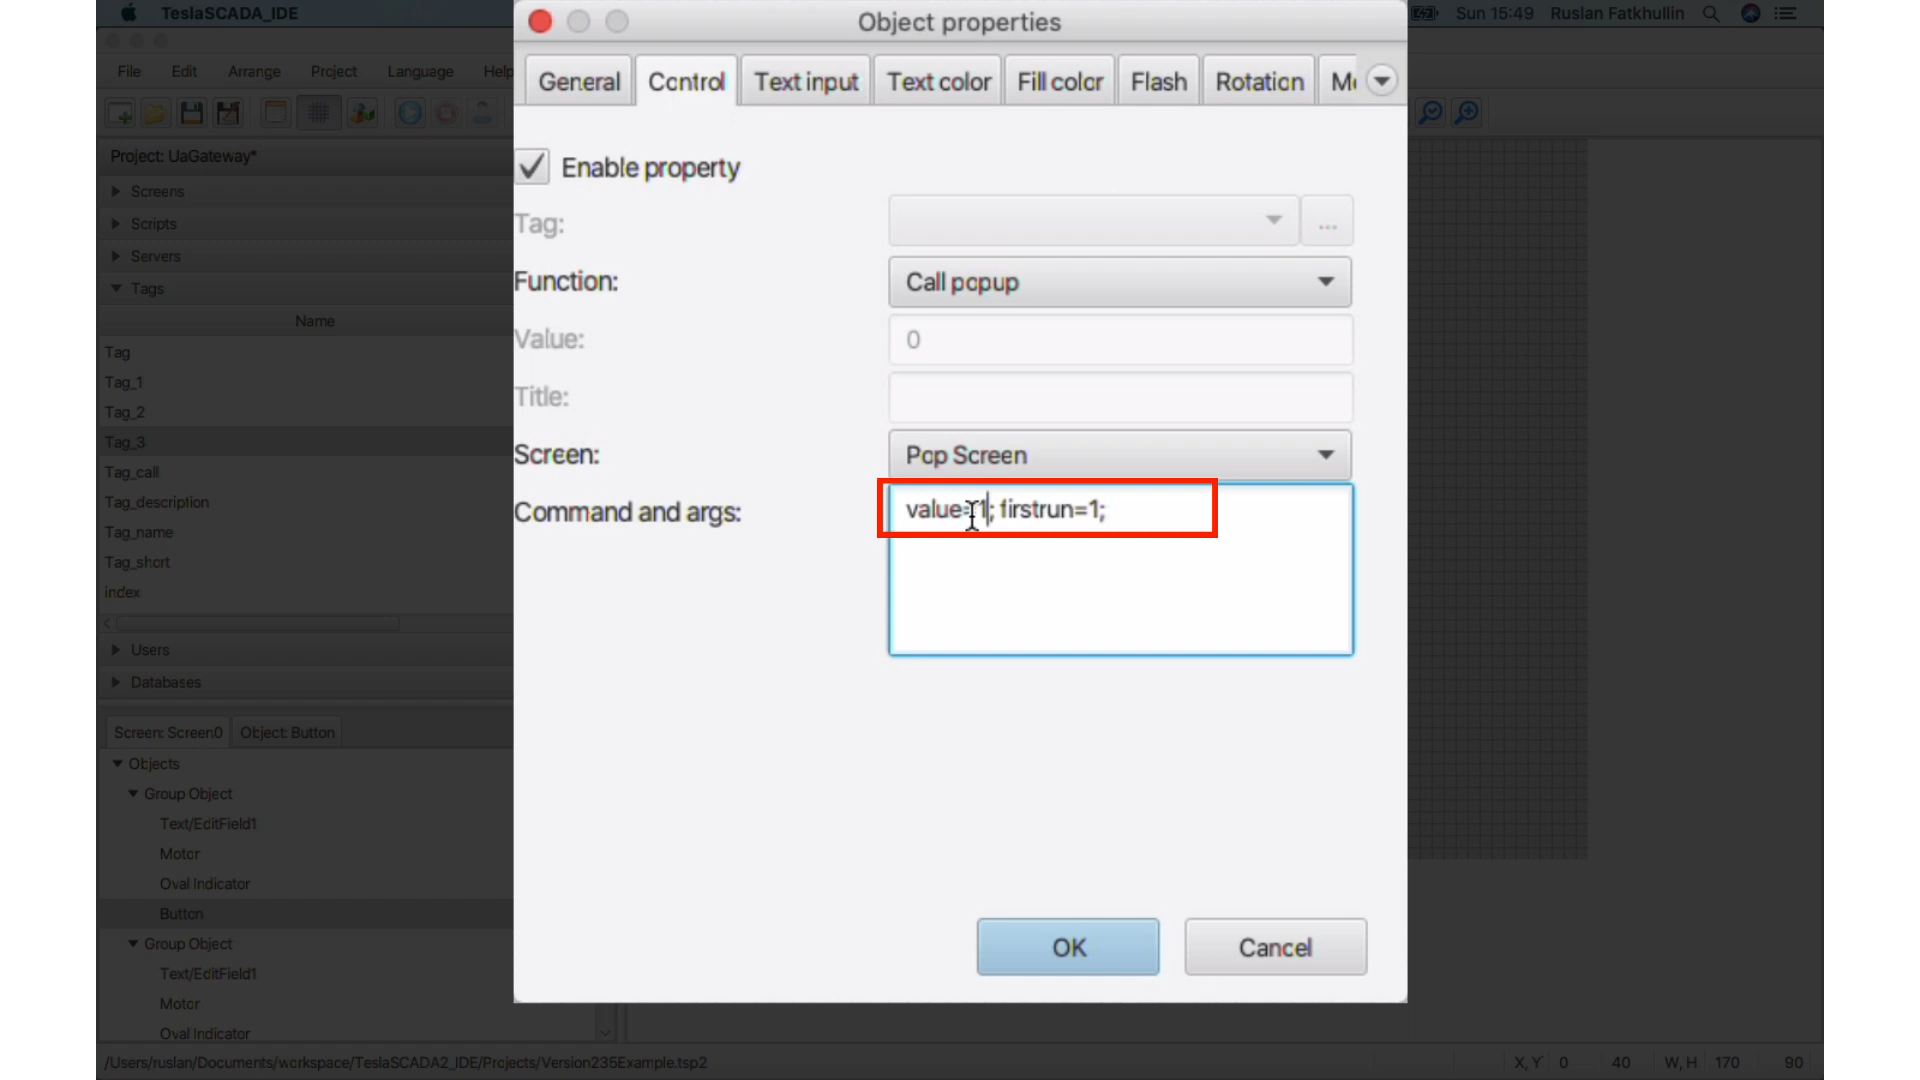 TeslaSCADA_IDE
Sun 15:49 Ruslan Fatkhullin
File Edit Arrange Project Language Help
Project: UaGateway*
Screens
Scripts
Servers
Tags
Name
Tag
Tag_1
Tag_2
Tag_3
Tag_call
Tag_description
Tag_name
Tag_short
index
Users
Databases
Screen: Screen0 Object: Button
Objects
Group Object
Text/EditField1
Motor
Oval Indicator
Button
Group Object
Text/EditField1
Motor
Oval Indicator
Object properties
General Control Text input Text color Fill color Flash Rotation
Enable property
Tag: ...
Function: Call popup
Value: 0
Title:
Screen: Pop Screen
Command and args: value=1; firstrun=1;
OK Cancel
/Users/ruslan/Documents/workspace/TeslaSCADA2_IDE/Projects/Version235Example.tsp2
X, Y 0 40 W, H 170 90